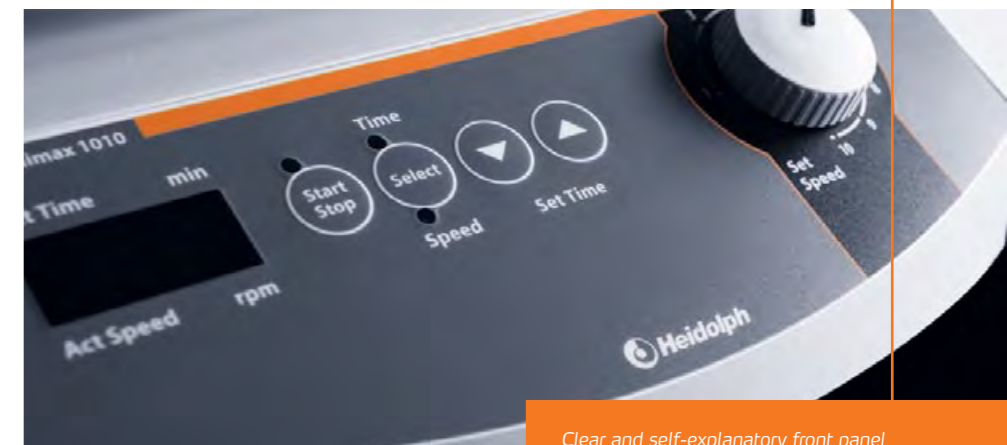 imax 1010
Time
min
Time
Start
Stop
Select
Speed
Set Time
Act Speed
rpm
Set
Speed
10
9
Heidolph
Clear and self-explanatory front panel